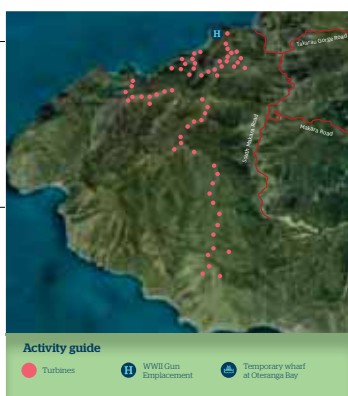 H
Takarau Gorge Road
Makara Road
South Makara Road
Activity guide
Turbines
H
WWII Gun
Emplacement
Temporary wharf
at Oteranga Bay